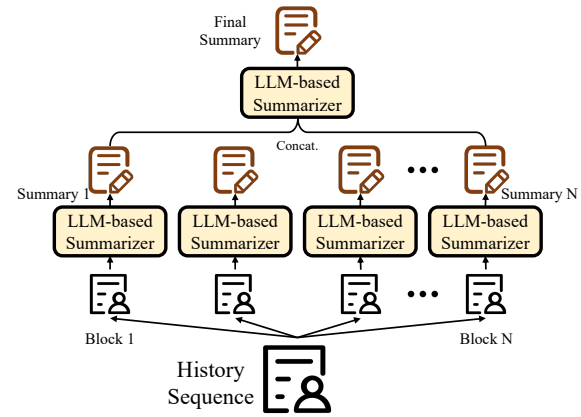 Final
Summary
LLM-based
Summarizer
Concat.
Summary 1
Summary N
LLM-based
Summarizer
LLM-based
Summarizer
LLM-based
Summarizer
LLM-based
Summarizer
Block 1
Block N
History
Sequence